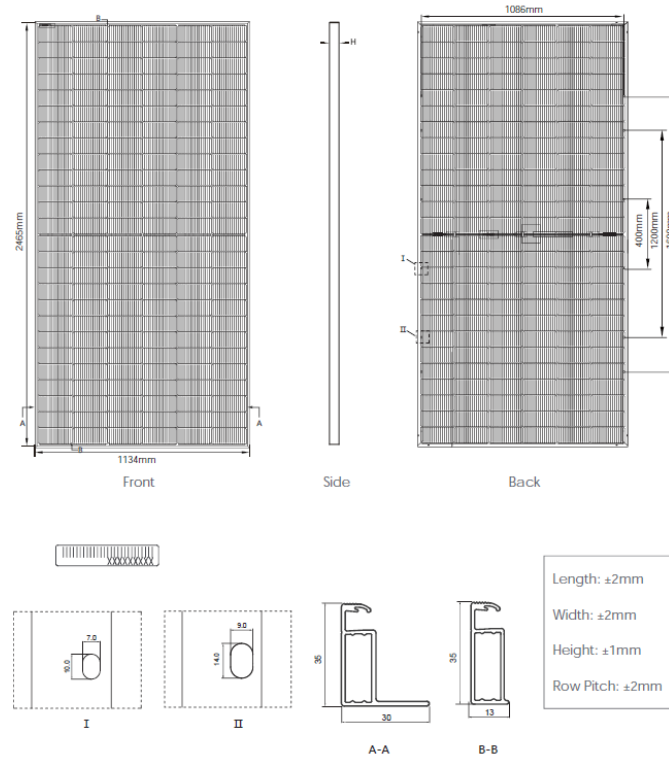 B
1086mm
H
2465mm
400mm
1200mm
I
II
A
A
B
1134mm
Front
Side
Back
7.0
10.0
I
9.0
14.0
II
35
30
A-A
35
13
B-B
Length: ±2mm
Width: ±2mm
Height: ±1mm
Row Pitch: ±2mm